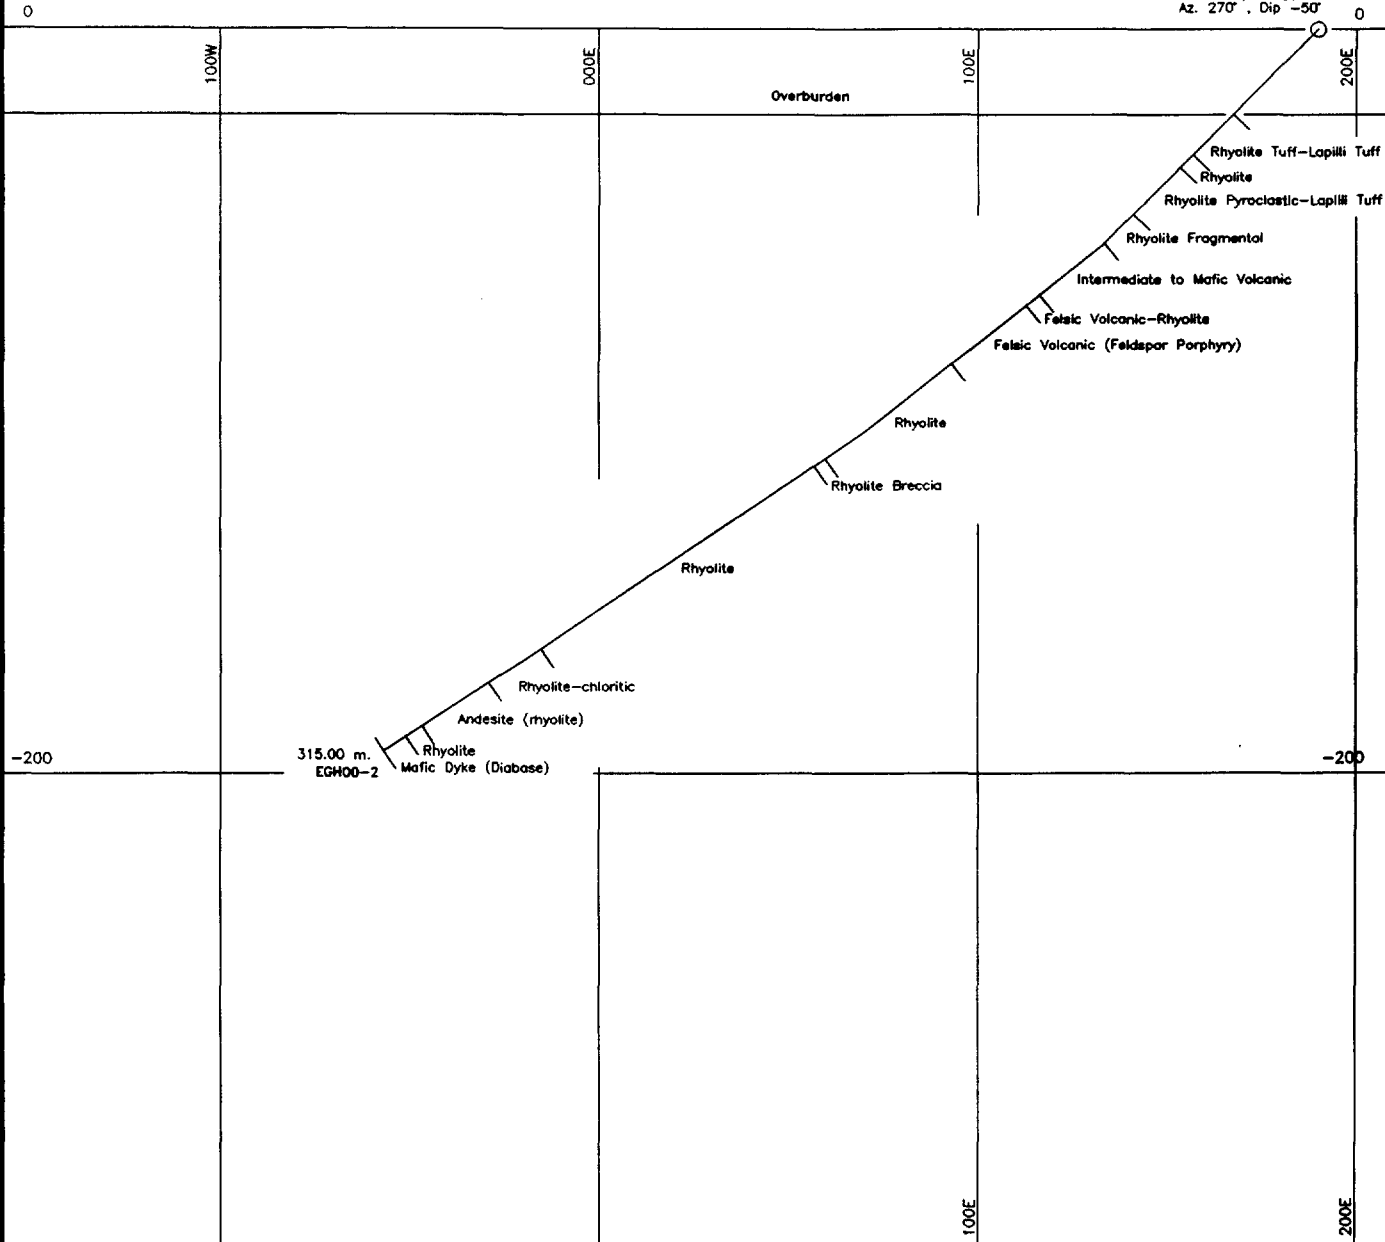 Az. 270° , Dip -50°
0
0
100W
000E
100E
200E
Overburden
Rhyolite Tuff-Lapilli Tuff
Rhyolite
Rhyolite Pyroclastic-Lapilli Tuff
Rhyolite Fragmental
Intermediate to Mafic Volcanic
Felsic Volcanic-Rhyolite
Felsic Volcanic (Feldspar Porphyry)
Rhyolite
Rhyolite Breccia
Rhyolite
Rhyolite-chloritic
Andesite (rhyolite)
Rhyolite
315.00 m.
Mafic Dyke (Diabase)
EGH00-2
-200
-200
100E
200E